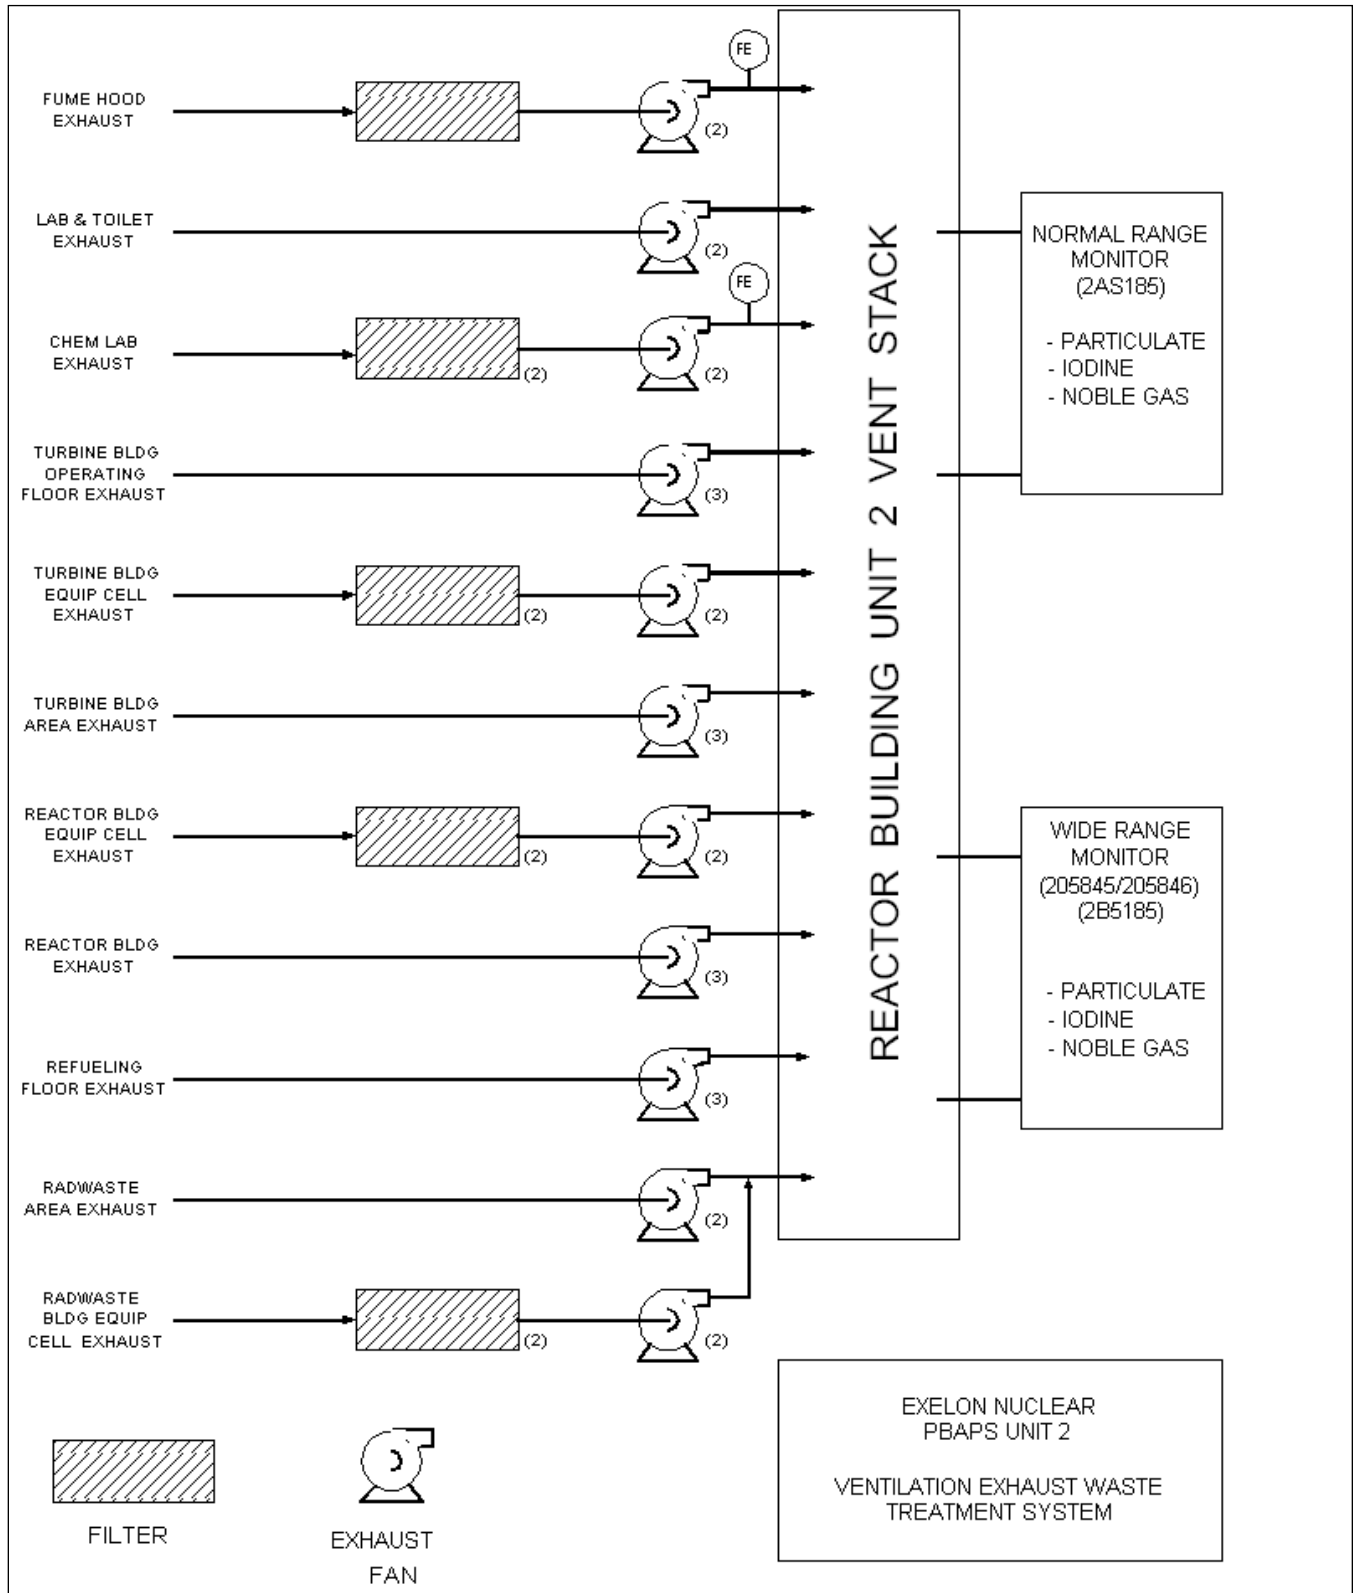 FE
FUME HOOD
EXHAUST
(2)
LAB & TOILET
EXHAUST
(2)
FE
CHEM LAB
EXHAUST
(2)
(2)
TURBINE BLDG
OPERATING
FLOOR EXHAUST
(3)
TURBINE BLDG
EQUIP CELL
EXHAUST
(2)
(2)
TURBINE BLDG
AREA EXHAUST
(3)
REACTOR BLDG
EQUIP CELL
EXHAUST
(2)
(2)
REACTOR BLDG
EXHAUST
(3)
REFUELING
FLOOR EXHAUST
(3)
RADWASTE
AREA EXHAUST
(2)
RADWASTE
BLDG EQUIP
CELL EXHAUST
(2)
(2)
REACTOR BUILDING UNIT 2 VENT STACK
NORMAL RANGE
MONITOR
(2AS185)
- PARTICULATE
- IODINE
- NOBLE GAS
WIDE RANGE
MONITOR
(205845/205846)
(2B5185)
- PARTICULATE
- IODINE
- NOBLE GAS
FILTER
EXHAUST
FAN
EXELON NUCLEAR
PBAPS UNIT 2
VENTILATION EXHAUST WASTE
TREATMENT SYSTEM